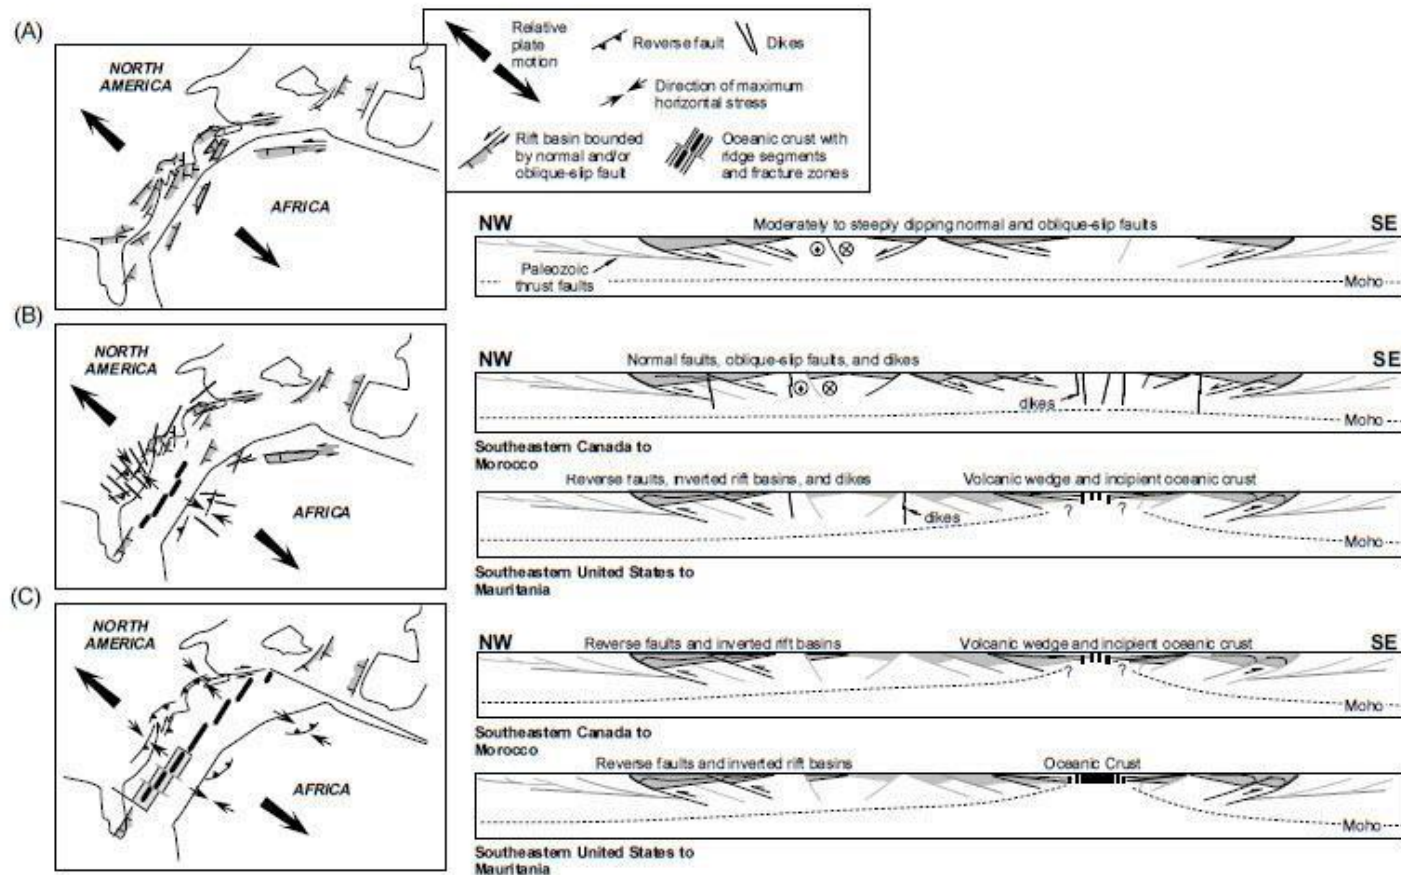 (A)
NORTH
AMERICA
AFRICA
Relative
plate
motion
Reverse fault
Dikes
Direction of maximum
horizontal stress
Rift basin bounded
by normal and/or
oblique-slip fault
Oceanic crust with
ridge segments
and fracture zones
NW
Moderately to steeply dipping normal and oblique-slip faults
SE
Paleozoic
thrust faults
Moho
(B)
NORTH
AMERICA
AFRICA
NW
Normal faults, oblique-slip faults, and dikes
SE
dikes
Moho
Southeastern Canada to
Morocco
Reverse faults, inverted rift basins, and dikes
Volcanic wedge and incipient oceanic crust
?
?
dikes
Moho
Southeastern United States to
Mauritania
(C)
NORTH
AMERICA
AFRICA
NW
Reverse faults and inverted rift basins
Volcanic wedge and incipient oceanic crust
SE
?
?
Moho
Southeastern Canada to
Morocco
Reverse faults and inverted rift basins
Oceanic Crust
Moho
Southeastern United States to
Mauritania